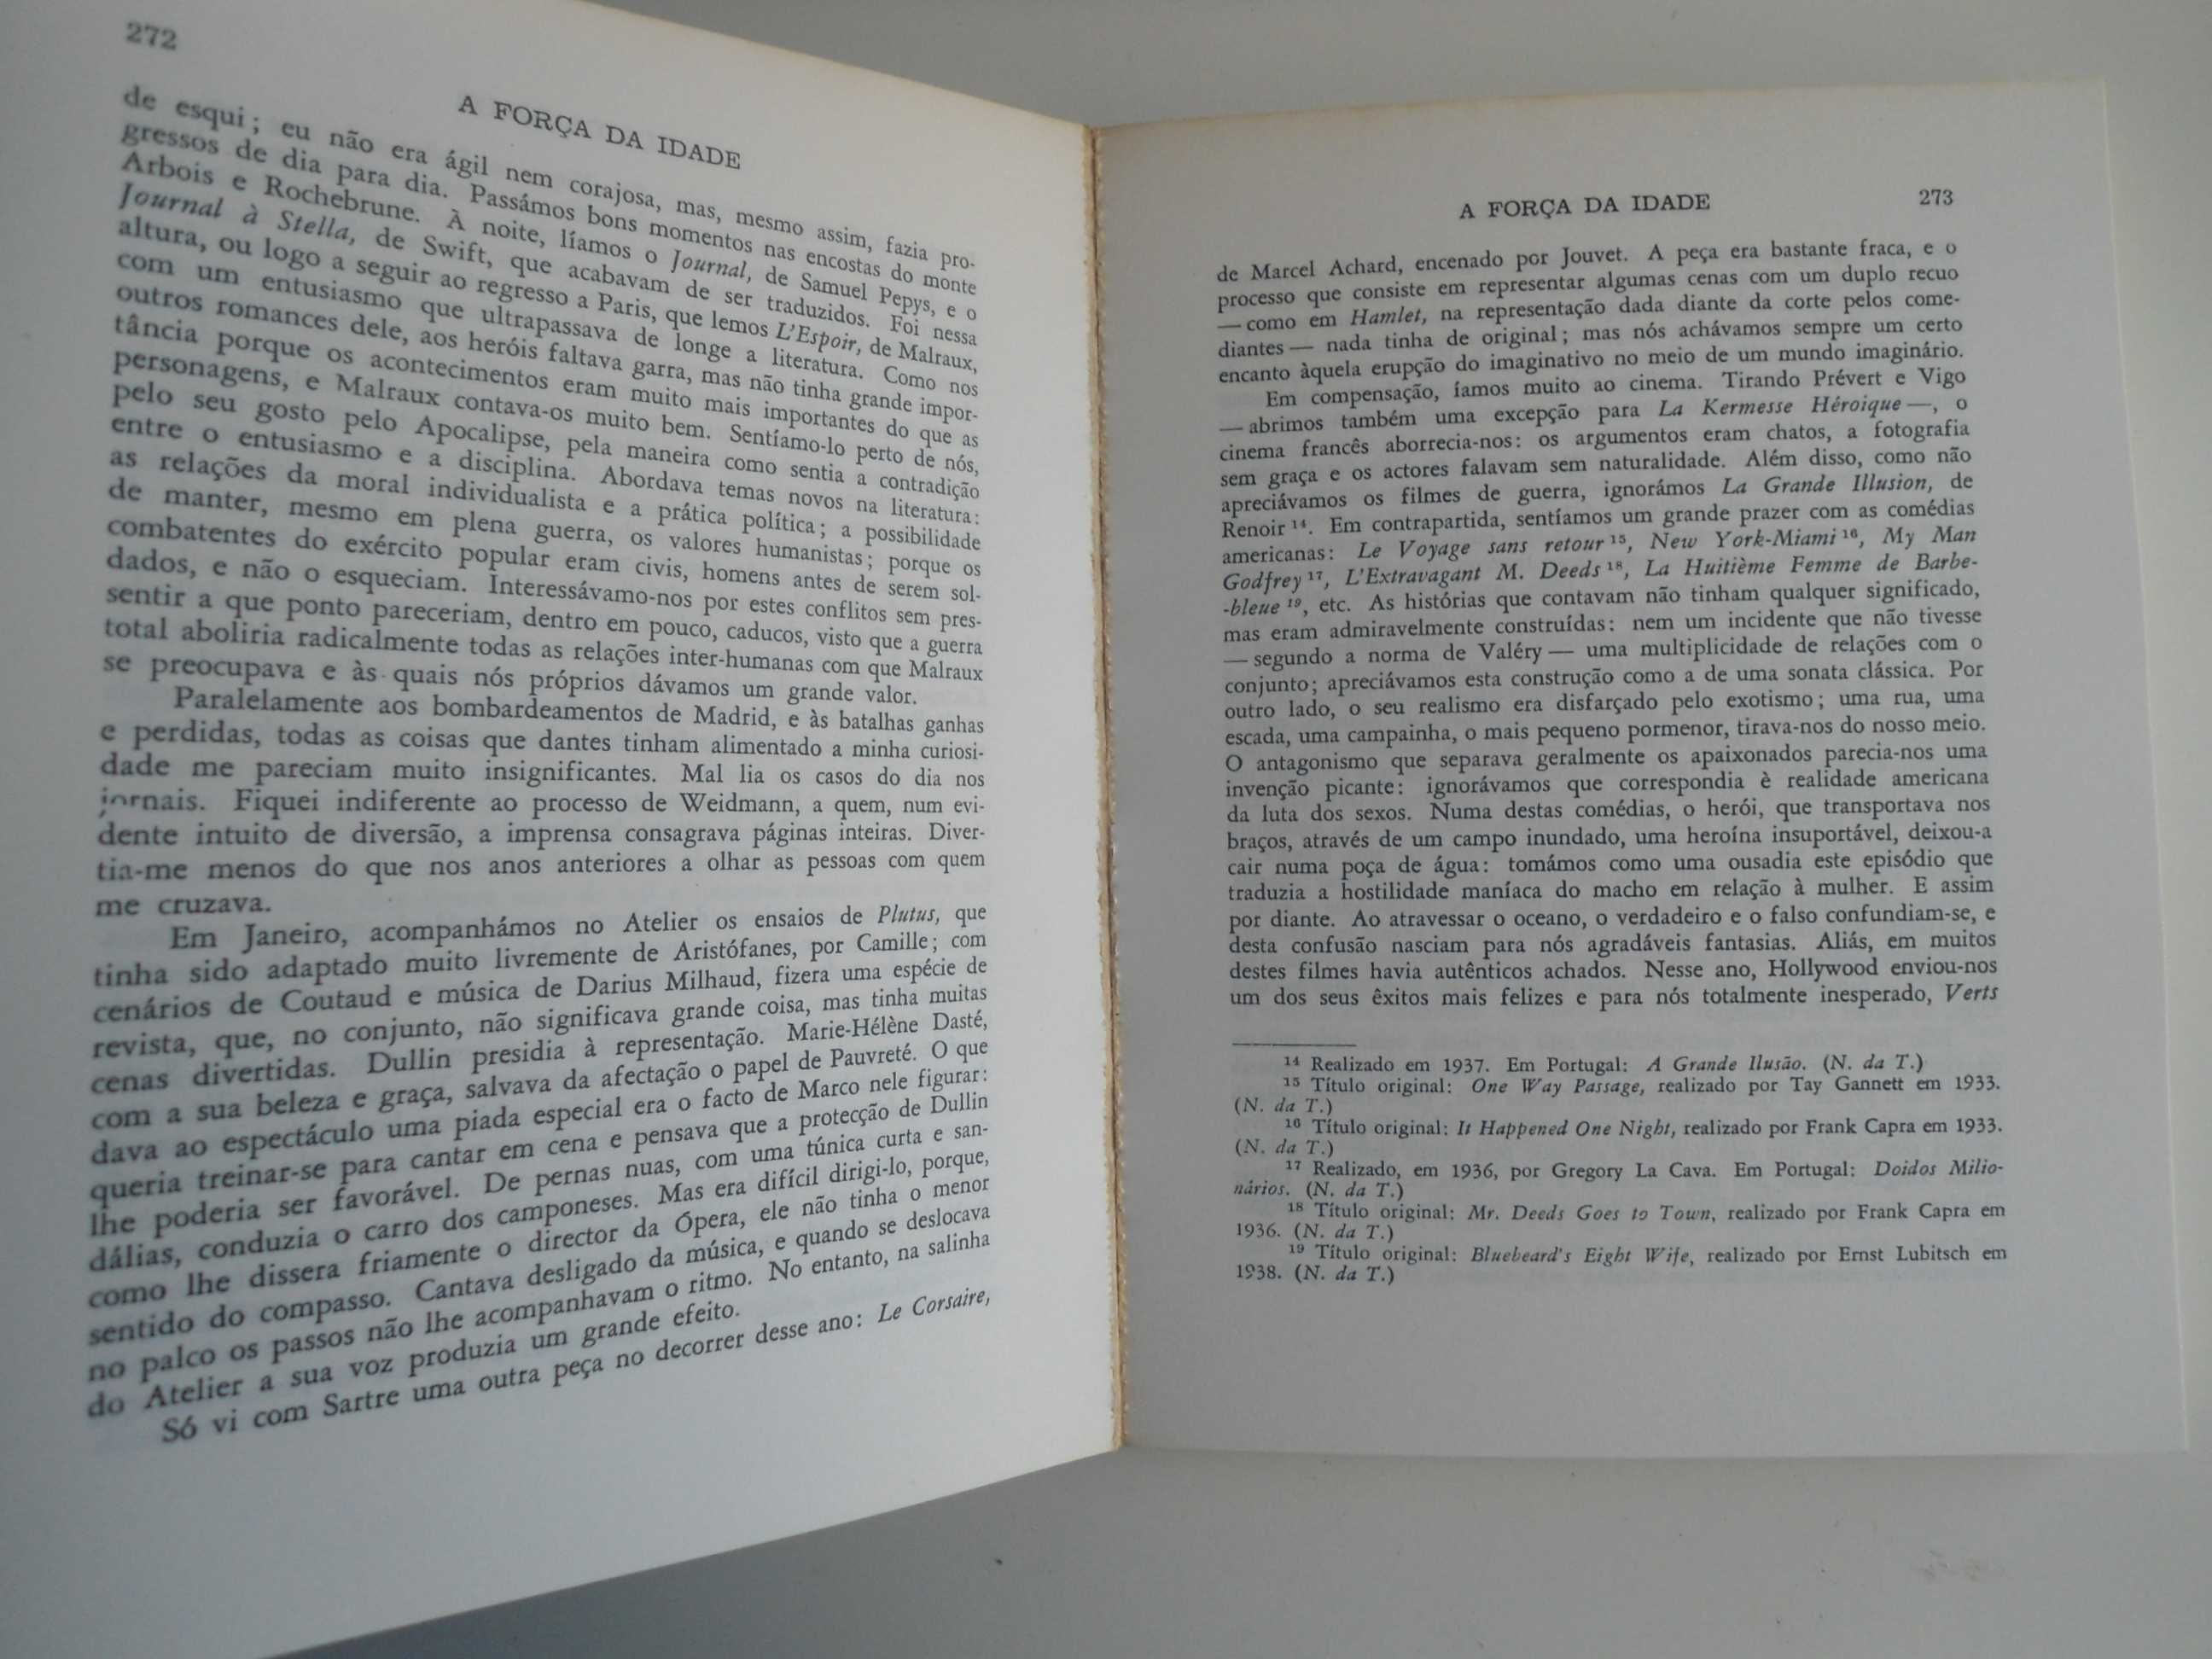 272
A FORÇA DA IDADE
de esqui; eu não era ágil nem corajosa, mas, mesmo assim, fazia pro-
gressos de dia para dia. Passámos bons momentos nas encostas do monte
Arbois e Rochebrune. À noite, líamos o Journal, de Samuel Pepys, e o
Journal à Stella, de Swift, que acabavam de ser traduzidos. Foi nessa
altura, ou logo a seguir ao regresso a Paris, que lemos L'Espoir, de Malraux,
com um entusiasmo que ultrapassava de longe a literatura. Como nos
outros romances dele, aos heróis faltava garra, mas não tinha grande impor-
tância porque os acontecimentos eram muito mais importantes do que as
personagens, e Malraux contava-os muito bem. Sentíamo-lo perto de nós,
pelo seu gosto pelo Apocalipse, pela maneira como sentia a contradição
entre o entusiasmo e a disciplina. Abordava temas novos na literatura:
as relações da moral individualista e a prática política; a possibilidade
de manter, mesmo em plena guerra, os valores humanistas; porque os
combatentes do exército popular eram civis, homens antes de serem sol-
dados, e não o esqueciam. Interessávamo-nos por estes conflitos sem pres-
sentir a que ponto pareceriam, dentro em pouco, caducos, visto que a guerra
total aboliria radicalmente todas as relações inter-humanas com que Malraux
se preocupava e às quais nós próprios dávamos um grande valor.
Paralelamente aos bombardeamentos de Madrid, e às batalhas ganhas
e perdidas, todas as coisas que dantes tinham alimentado a minha curiosi-
dade me pareciam muito insignificantes. Mal lia os casos do dia nos
jornais. Fiquei indiferente ao processo de Weidmann, a quem, num evi-
dente intuito de diversão, a imprensa consagrava páginas inteiras. Diver-
tia-me menos do que nos anos anteriores a olhar as pessoas com quem
me cruzava.
Em Janeiro, acompanhámos no Atelier os ensaios de Plutus, que
tinha sido adaptado muito livremente de Aristófanes, por Camille; com
cenários de Coutaud e música de Darius Milhaud, fizera uma espécie de
revista, que, no conjunto, não significava grande coisa, mas tinha muitas
cenas divertidas. Dullin presidia à representação. Marie-Hélène Dasté,
com a sua beleza e graça, salvava da afectação o papel de Pauvreté. O que
dava ao espectáculo uma piada especial era o facto de Marco nele figurar:
queria treinar-se para cantar em cena e pensava que a protecção de Dullin
lhe poderia ser favorável. De pernas nuas, com uma túnica curta e san-
dálias, conduzia o carro dos camponeses. Mas era difícil dirigi-lo, porque,
como lhe dissera friamente o director da Ópera, ele não tinha o menor
sentido do compasso. Cantava desligado da música, e quando se deslocava
no palco os passos não lhe acompanhavam o ritmo. No entanto, na salinha
do Atelier a sua voz produzia um grande efeito.
Só vi com Sartre uma outra peça no decorrer desse ano: Le Corsaire,
A FORÇA DA IDADE 273
de Marcel Achard, encenado por Jouvet. A peça era bastante fraca, e o
processo que consiste em representar algumas cenas com um duplo recuo
— como em Hamlet, na representação dada diante da corte pelos come-
diantes — nada tinha de original; mas nós achávamos sempre um certo
encanto àquela erupção do imaginativo no meio de um mundo imaginário.
Em compensação, íamos muito ao cinema. Tirando Prévert e Vigo
— abrimos também uma excepção para La Kermesse Héroique —, o
cinema francês aborrecia-nos: os argumentos eram chatos, a fotografia
sem graça e os actores falavam sem naturalidade. Além disso, como não
apreciávamos os filmes de guerra, ignorámos La Grande Illusion, de
Renoir 14. Em contrapartida, sentíamos um grande prazer com as comédias
americanas: Le Voyage sans retour 15, New York-Miami 16, My Man
Godfrey 17, L'Extravagant M. Deeds 18, La Huitième Femme de Barbe-
-bleue 19, etc. As histórias que contavam não tinham qualquer significado,
mas eram admiravelmente construídas: nem um incidente que não tivesse
— segundo a norma de Valéry — uma multiplicidade de relações com o
conjunto; apreciávamos esta construção como a de uma sonata clássica. Por
outro lado, o seu realismo era disfarçado pelo exotismo; uma rua, uma
escada, uma campainha, o mais pequeno pormenor, tirava-nos do nosso meio.
O antagonismo que separava geralmente os apaixonados parecia-nos uma
invenção picante: ignorávamos que correspondia è realidade americana
da luta dos sexos. Numa destas comédias, o herói, que transportava nos
braços, através de um campo inundado, uma heroína insuportável, deixou-a
cair numa poça de água: tomámos como uma ousadia este episódio que
traduzia a hostilidade maníaca do macho em relação à mulher. E assim
por diante. Ao atravessar o oceano, o verdadeiro e o falso confundiam-se, e
desta confusão nasciam para nós agradáveis fantasias. Aliás, em muitos
destes filmes havia autênticos achados. Nesse ano, Hollywood enviou-nos
um dos seus êxitos mais felizes e para nós totalmente inesperado, Verts
14 Realizado em 1937. Em Portugal: A Grande Ilusão. (N. da T.)
15 Título original: One Way Passage, realizado por Tay Gannett em 1933.
(N. da T.)
16 Título original: It Happened One Night, realizado por Frank Capra em 1933.
(N. da T.)
17 Realizado, em 1936, por Gregory La Cava. Em Portugal: Doidos Milio-
nários. (N. da T.)
18 Título original: Mr. Deeds Goes to Town, realizado por Frank Capra em
1936. (N. da T.)
19 Título original: Bluebeard's Eight Wife, realizado por Ernst Lubitsch em
1938. (N. da T.)